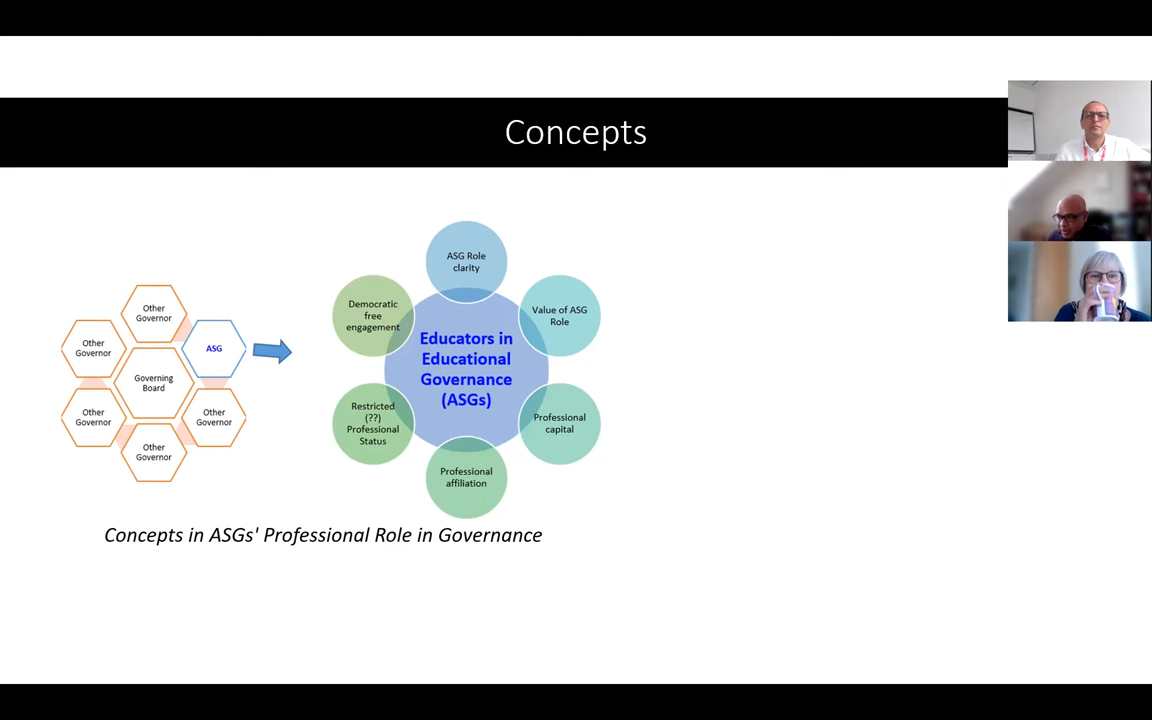 Concepts
Other
Governor
Other
Governor
ASG
Governing
Board
Other
Governor
Other
Governor
Other
Governor
ASG Role
clarity
Democratic
free
engagement
Value of ASG
Role
Educators in
Educational
Governance
(ASGs)
Restricted
(??)
Professional
Status
Professional
capital
Professional
affiliation
Concepts in ASGs' Professional Role in Governance